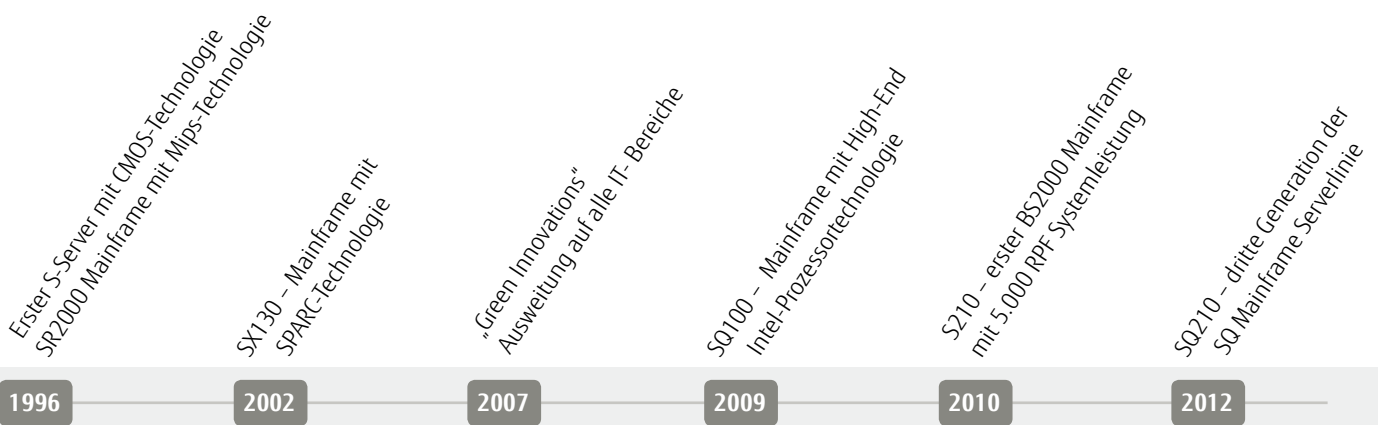 Erster S-Server mit CMOS-Technologie
SR2000 Mainframe mit Mips-Technologie
SX130 – Mainframe mit
SPARC-Technologie
„Green Innovations“
Ausweitung auf alle IT- Bereiche
SQ100 – Mainframe mit High-End
Intel-Prozessortechnologie
S210 – erster BS2000 Mainframe
mit 5.000 RPF Systemleistung
SQ210 – dritte Generation der
SQ Mainframe Serverlinie
1996
2002
2007
2009
2010
2012